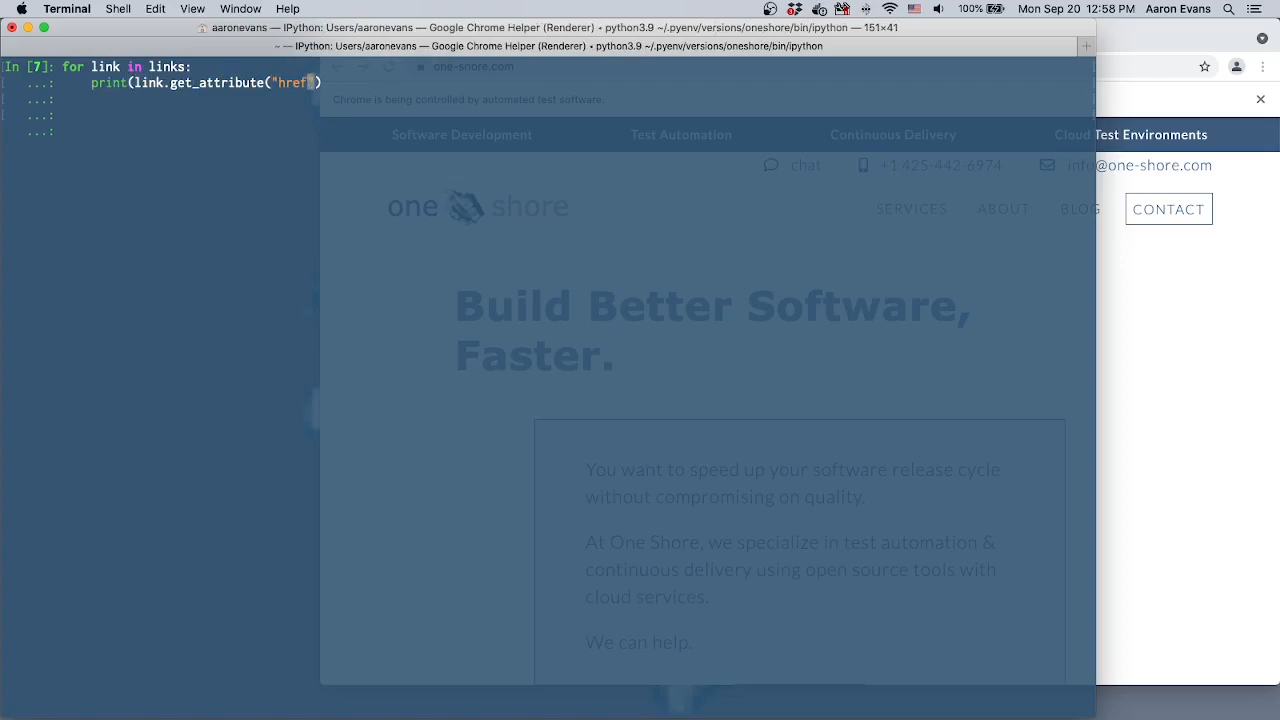 Terminal Shell Edit View Window Help 100% Mon Sep 20 12:58 PM Aaron Evans
aaronevans — IPython: Users/aaronevans — Google Chrome Helper (Renderer) ◂ python3.9 ~/.pyenv/versions/oneshore/bin/ipython — 151×41
~ — IPython: Users/aaronevans — Google Chrome Helper (Renderer) ◂ python3.9 ~/.pyenv/versions/oneshore/bin/ipython
In [7]: for link in links:
...: print(link.get_attribute("href")
...:
...:
...:
one-shore.com
Chrome is being controlled by automated test software.
Software Development Test Automation Continuous Delivery Cloud Test Environments
chat +1 425-442-6974 info@one-shore.com
one shore
SERVICES ABOUT BLOG CONTACT
Build Better Software,
Faster.
You want to speed up your software release cycle
without compromising on quality.
At One Shore, we specialize in test automation &
continuous delivery using open source tools with
cloud services.
We can help.